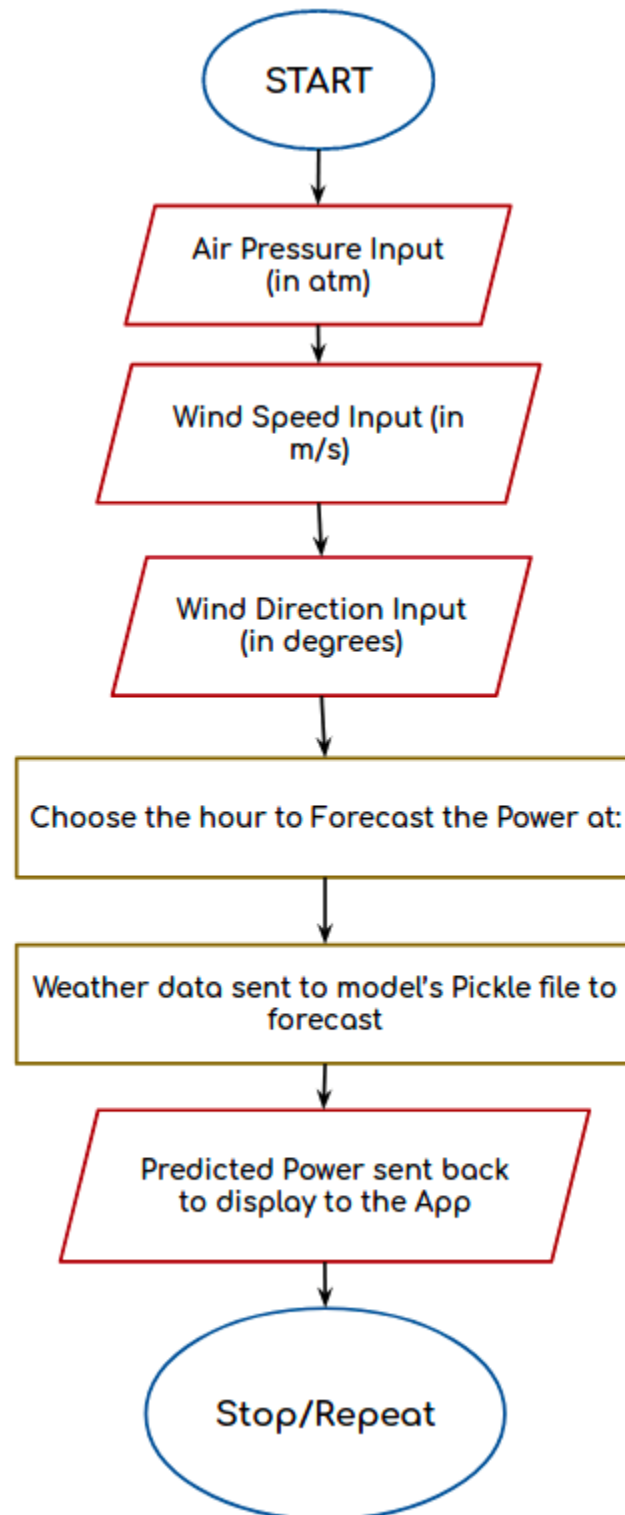 START
Air Pressure Input
(in atm)
Wind Speed Input (in
m/s)
Wind Direction Input
(in degrees)
Choose the hour to Forecast the Power at:
Weather data sent to model's Pickle file to
forecast
Predicted Power sent back
to display to the App
Stop/Repeat